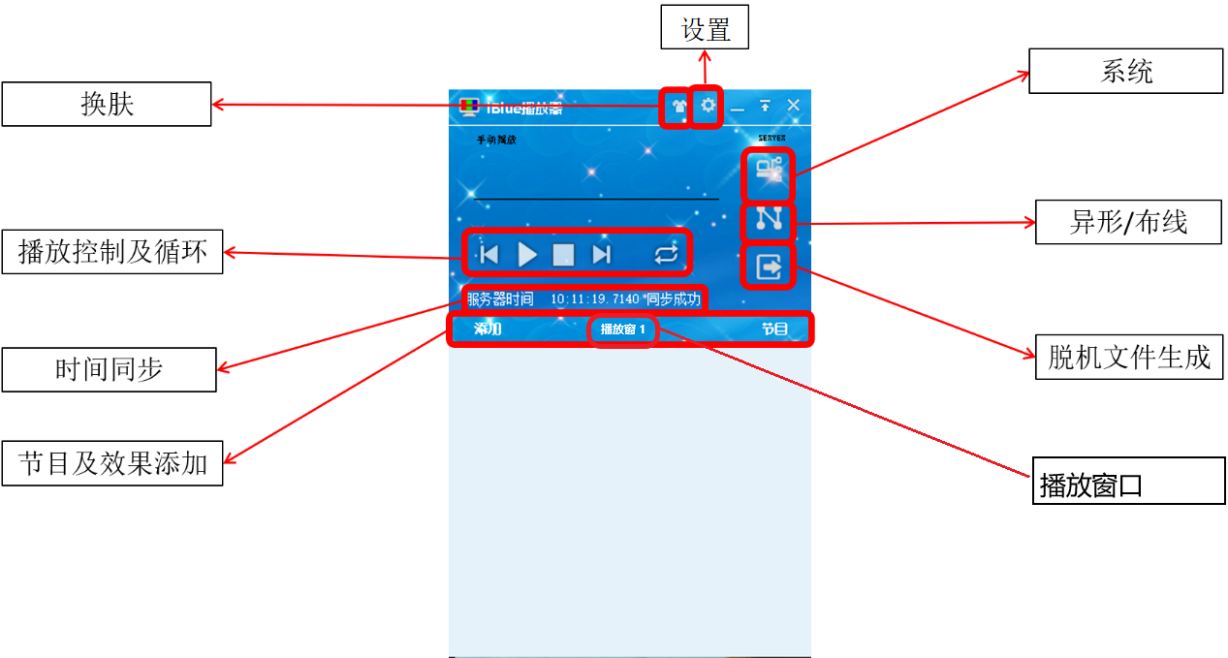 设置
系统
换肤
iBlue播放器
手动播放
SERVER
异形/布线
播放控制及循环
服务器时间 10:11:19.7140 *同步成功
添加 播放窗 1 节目
时间同步
脱机文件生成
节目及效果添加
播放窗口